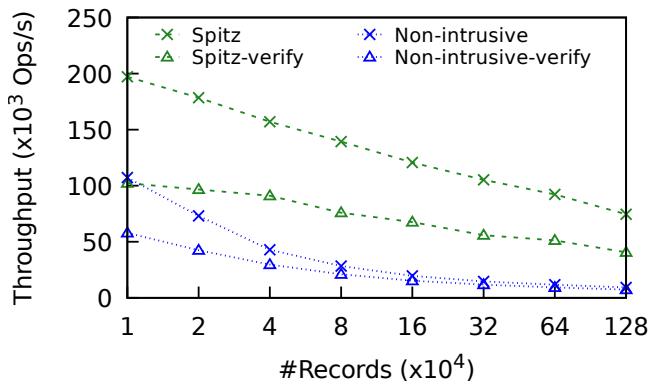 250
200
150
100
50
0
Throughput (x10³ Ops/s)
Spitz
Spitz-verify
Non-intrusive
Non-intrusive-verify
1 2 4 8 16 32 64 128
#Records (x10⁴)